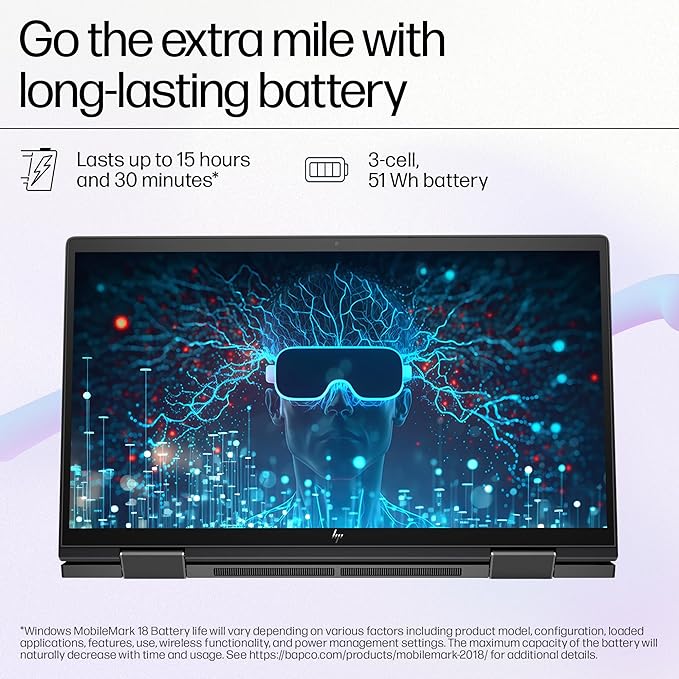 Go the extra mile with
long-lasting battery
Lasts up to 15 hours
and 30 minutes*
3-cell,
51 Wh battery
hp
*Windows MobileMark 18 Battery life will vary depending on various factors including product model, configuration, loaded
applications, features, use, wireless functionality, and power management settings. The maximum capacity of the battery will
naturally decrease with time and usage. See https://bapco.com/products/mobilemark-2018/ for additional details.